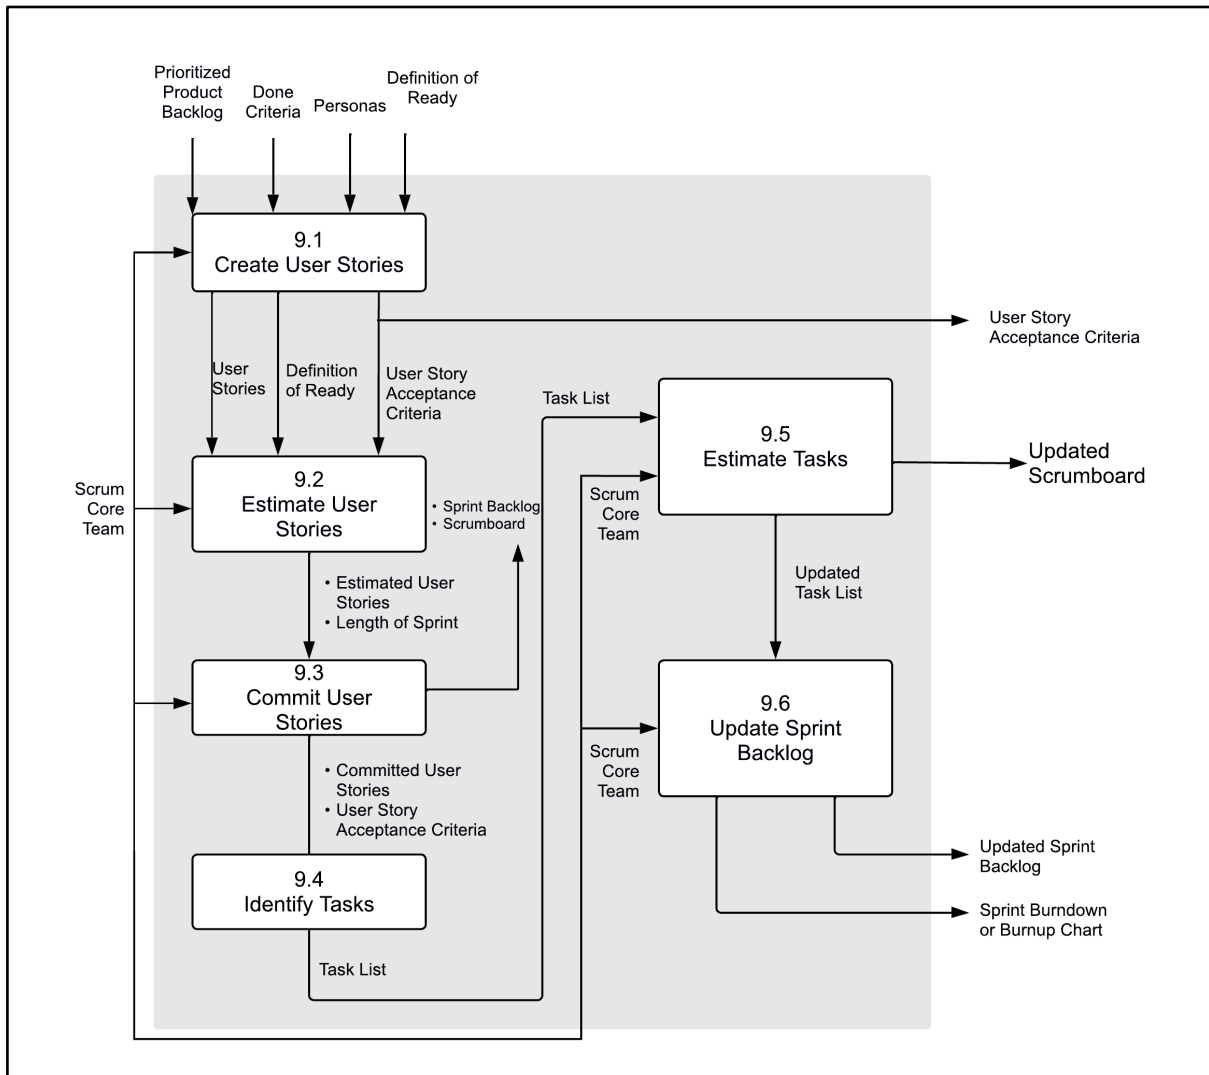 Prioritized
Product
Backlog
Done
Criteria
Personas
Definition of
Ready
9.1
Create User Stories
User Story
Acceptance Criteria
User
Stories
Definition
of Ready
User Story
Acceptance
Criteria
Task List
9.5
Estimate Tasks
Updated
Scrumboard
Scrum
Core
Team
9.2
Estimate User
Stories
• Sprint Backlog
• Scrumboard
Scrum
Core
Team
• Estimated User
Stories
• Length of Sprint
Updated
Task List
9.3
Commit User
Stories
9.6
Update Sprint
Backlog
Scrum
Core
Team
• Committed User
Stories
• User Story
Acceptance Criteria
9.4
Identify Tasks
Updated Sprint
Backlog
Sprint Burndown
or Burnup Chart
Task List